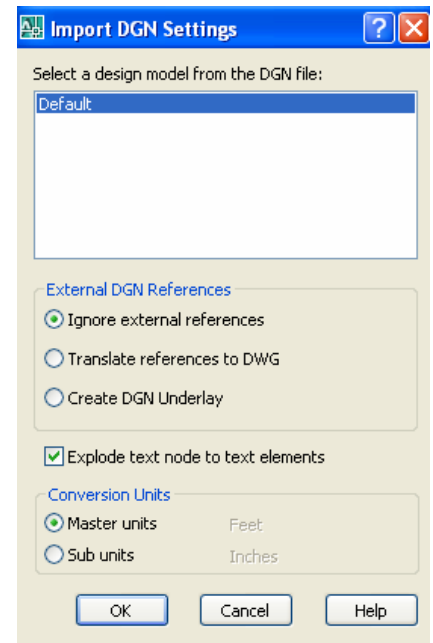 Import DGN Settings
Select a design model from the DGN file:
Default
External DGN References
Ignore external references
Translate references to DWG
Create DGN Underlay
Explode text node to text elements
Conversion Units
Master units Feet
Sub units Inches
OK Cancel Help